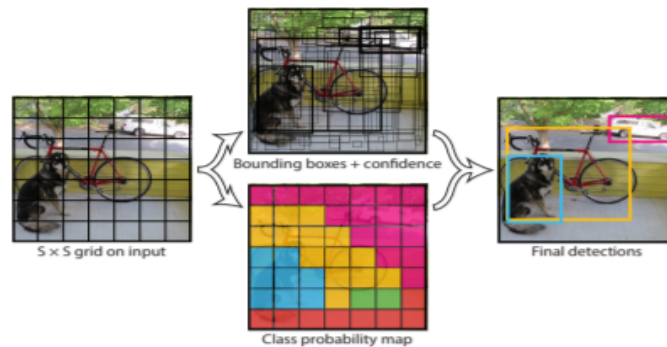 Bounding boxes + confidence
S × S grid on input
Final detections
Class probability map